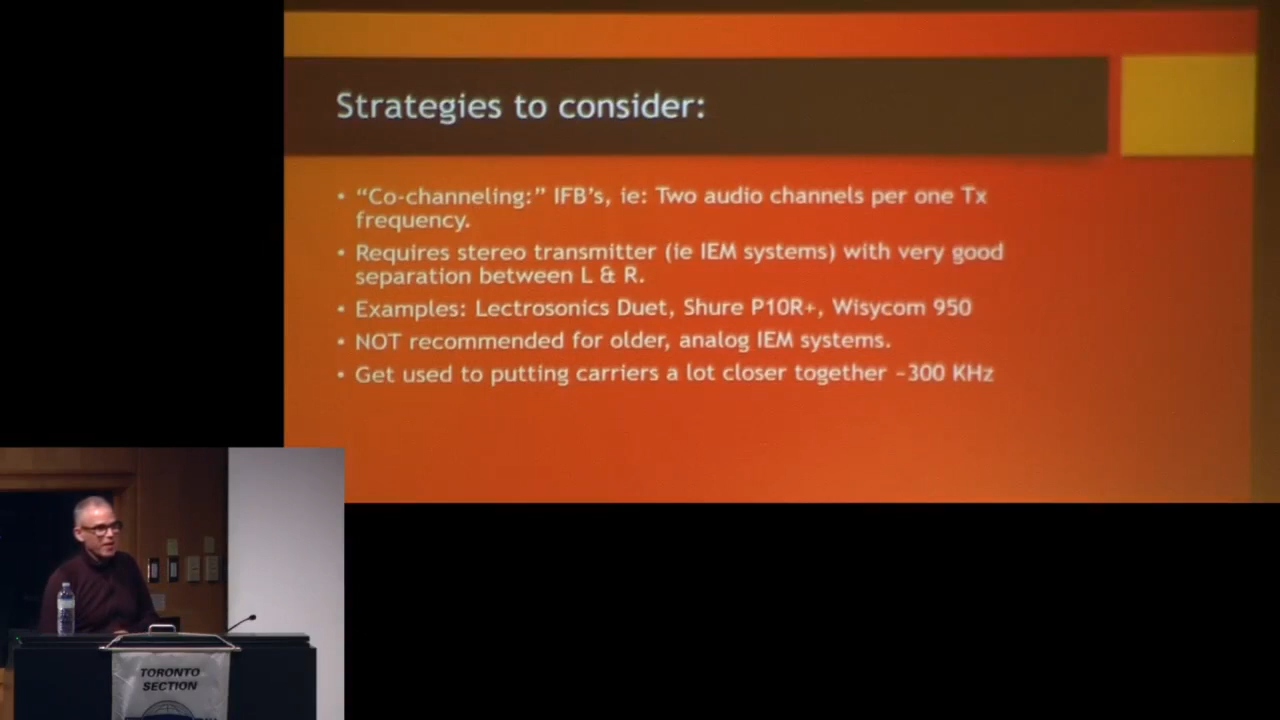 Strategies to consider:
• “Co-channeling:” IFB’s, ie: Two audio channels per one Tx
frequency.
• Requires stereo transmitter (ie IEM systems) with very good
separation between L & R.
• Examples: Lectrosonics Duet, Shure P10R+, Wisycom 950
• NOT recommended for older, analog IEM systems.
• Get used to putting carriers a lot closer together ~300 KHz
TORONTO
SECTION